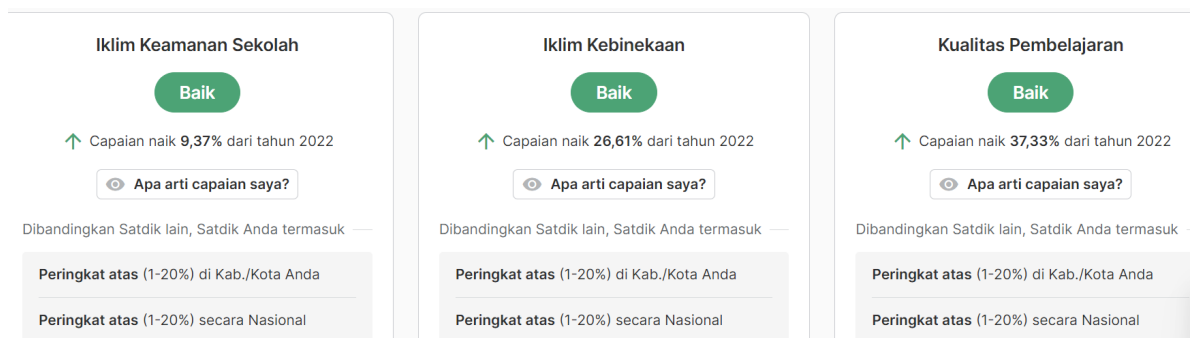 Iklim Keamanan Sekolah
Baik
Capaian naik 9,37% dari tahun 2022
Apa arti capaian saya?
Dibandingkan Satdik lain, Satdik Anda termasuk
Peringkat atas (1-20%) di Kab./Kota Anda
Peringkat atas (1-20%) secara Nasional
Iklim Kebinekaan
Baik
Capaian naik 26,61% dari tahun 2022
Apa arti capaian saya?
Dibandingkan Satdik lain, Satdik Anda termasuk
Peringkat atas (1-20%) di Kab./Kota Anda
Peringkat atas (1-20%) secara Nasional
Kualitas Pembelajaran
Baik
Capaian naik 37,33% dari tahun 2022
Apa arti capaian saya?
Dibandingkan Satdik lain, Satdik Anda termasuk
Peringkat atas (1-20%) di Kab./Kota Anda
Peringkat atas (1-20%) secara Nasional